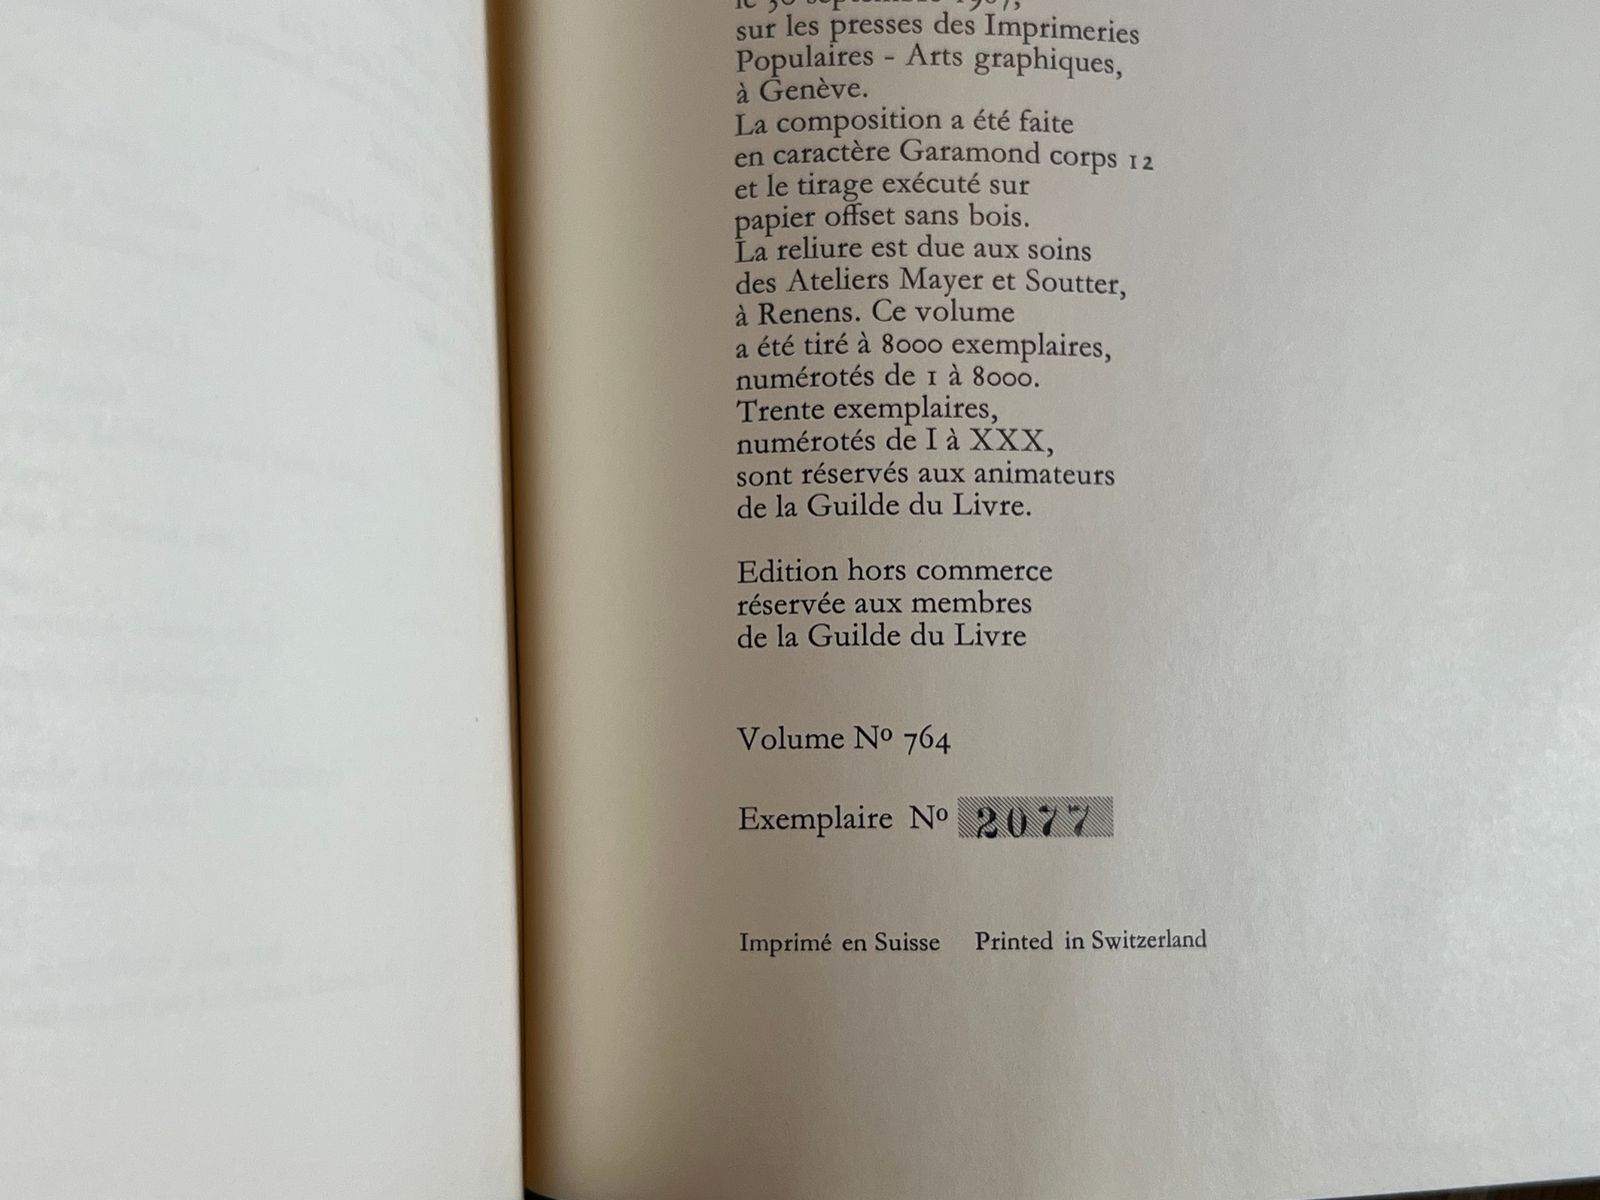 le 30 septembre 1967,
sur les presses des Imprimeries
Populaires - Arts graphiques,
à Genève.
La composition a été faite
en caractère Garamond corps 12
et le tirage exécuté sur
papier offset sans bois.
La reliure est due aux soins
des Ateliers Mayer et Soutter,
à Renens. Ce volume
a été tiré à 8000 exemplaires,
numérotés de 1 à 8000.
Trente exemplaires,
numérotés de I à XXX,
sont réservés aux animateurs
de la Guilde du Livre.
Edition hors commerce
réservée aux membres
de la Guilde du Livre
Volume Nº 764
Exemplaire Nº 2077
Imprimé en Suisse Printed in Switzerland